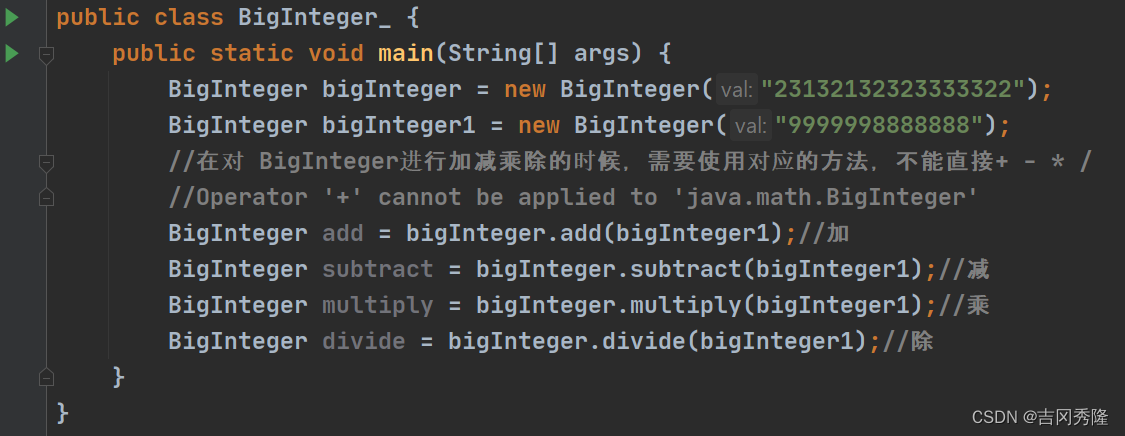 public class BigInteger_ {
public static void main(String[] args) {
BigInteger bigInteger = new BigInteger( val: "23132132323333322");
BigInteger bigInteger1 = new BigInteger( val: "9999998888888");
//在对 BigInteger进行加减乘除的时候，需要使用对应的方法，不能直接+ - * /
//Operator '+' cannot be applied to 'java.math.BigInteger'
BigInteger add = bigInteger.add(bigInteger1);//加
BigInteger subtract = bigInteger.subtract(bigInteger1);//减
BigInteger multiply = bigInteger.multiply(bigInteger1);//乘
BigInteger divide = bigInteger.divide(bigInteger1);//除
}
}
CSDN @吉冈秀隆